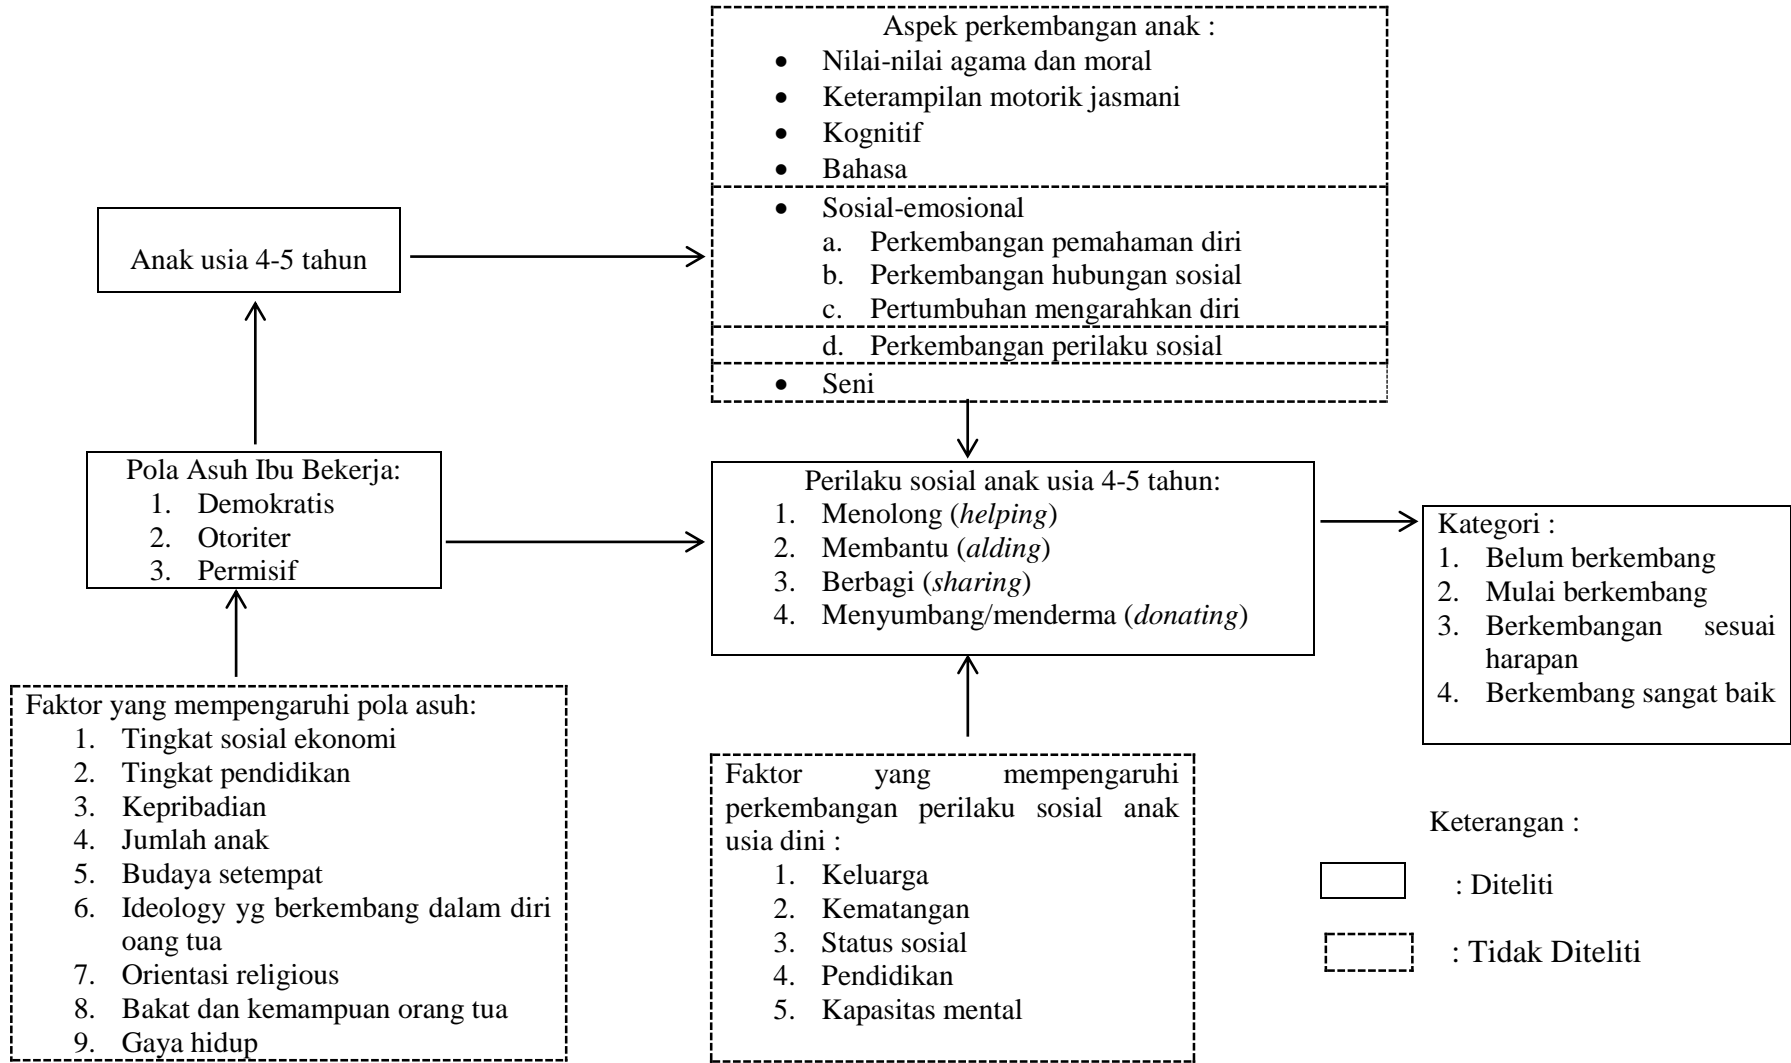 Aspek perkembangan anak :
• Nilai-nilai agama dan moral
• Keterampilan motorik jasmani
• Kognitif
• Bahasa
• Sosial-emosional
a. Perkembangan pemahaman diri
b. Perkembangan hubungan sosial
c. Pertumbuhan mengarahkan diri
d. Perkembangan perilaku sosial
• Seni
Anak usia 4-5 tahun
Pola Asuh Ibu Bekerja:
1. Demokratis
2. Otoriter
3. Permisif
Perilaku sosial anak usia 4-5 tahun:
1. Menolong (helping)
2. Membantu (alding)
3. Berbagi (sharing)
4. Menyumbang/menderma (donating)
Kategori :
1. Belum berkembang
2. Mulai berkembang
3. Berkembangan sesuai
harapan
4. Berkembang sangat baik
Faktor yang mempengaruhi pola asuh:
1. Tingkat sosial ekonomi
2. Tingkat pendidikan
3. Kepribadian
4. Jumlah anak
5. Budaya setempat
6. Ideology yg berkembang dalam diri
oang tua
7. Orientasi religious
8. Bakat dan kemampuan orang tua
9. Gaya hidup
Faktor yang mempengaruhi
perkembangan perilaku sosial anak
usia dini :
1. Keluarga
2. Kematangan
3. Status sosial
4. Pendidikan
5. Kapasitas mental
Keterangan :
: Diteliti
: Tidak Diteliti